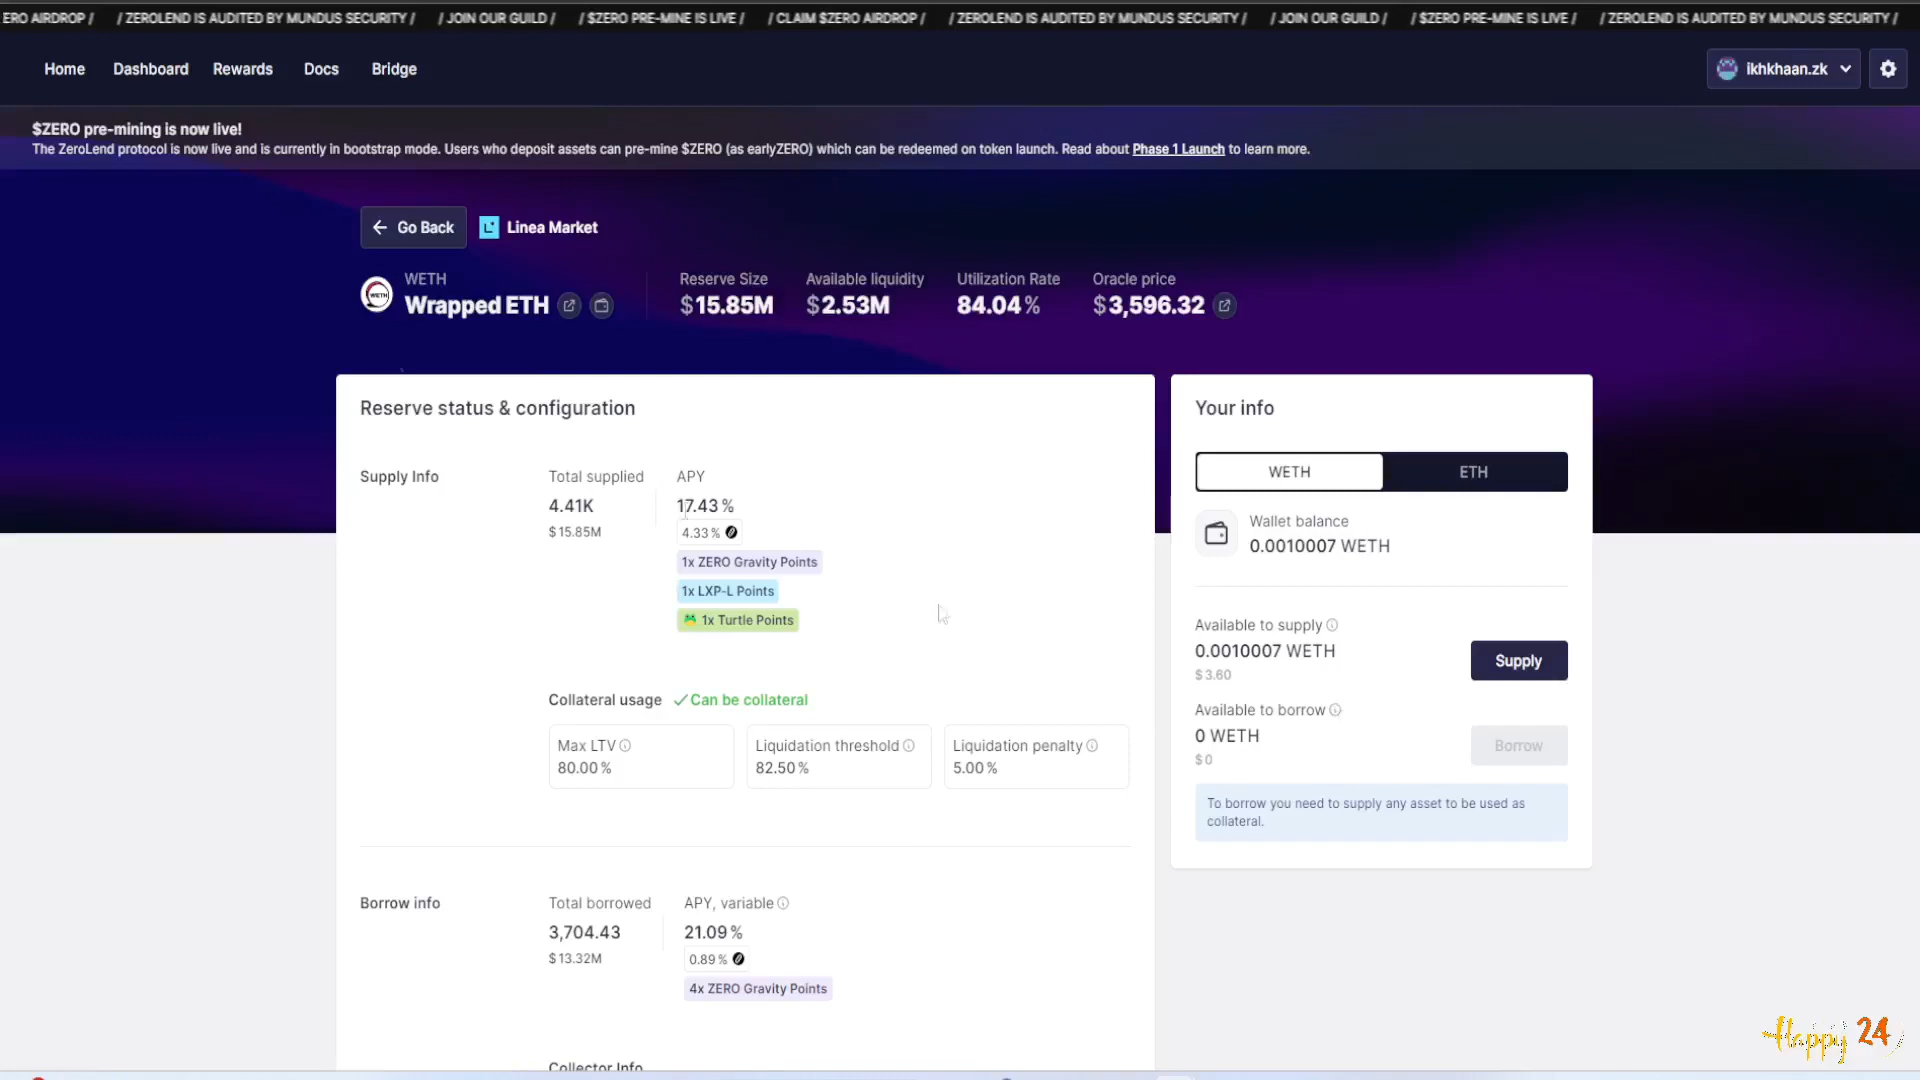 ERO AIRDROP / / ZEROLEND IS AUDITED BY MUNDUS SECURITY / / JOIN OUR GUILD / / $ZERO PRE-MINE IS LIVE / / CLAIM $ZERO AIRDROP / / ZEROLEND IS AUDITED BY MUNDUS SECURITY / / JOIN OUR GUILD / / $ZERO PRE-MINE IS LIVE / / ZEROLEND IS AUDITED BY MUNDUS SECURITY /
Home Dashboard Rewards Docs Bridge ikhkhaan.zk
$ZERO pre-mining is now live!
The ZeroLend protocol is now live and is currently in bootstrap mode. Users who deposit assets can pre-mine $ZERO (as earlyZERO) which can be redeemed on token launch. Read about Phase 1 Launch to learn more.
Go Back Linea Market
WETH
Wrapped ETH
Reserve Size Available liquidity Utilization Rate Oracle price
$15.85M $2.53M 84.04% $3,596.32
Reserve status & configuration
Supply Info
Total supplied APY
4.41K 17.43%
$15.85M 4.33%
1x ZERO Gravity Points
1x LXP-L Points
1x Turtle Points
Collateral usage Can be collateral
Max LTV Liquidation threshold Liquidation penalty
80.00% 82.50% 5.00%
Borrow info
Total borrowed APY, variable
3,704.43 21.09%
$13.32M 0.89%
4x ZERO Gravity Points
Collector Info
Your info
WETH ETH
WETH
Wallet balance
0.0010007 WETH
Available to supply
0.0010007 WETH
$3.60
Supply
Available to borrow
0 WETH
$0
Borrow
To borrow you need to supply any asset to be used as
collateral.
Happy 24